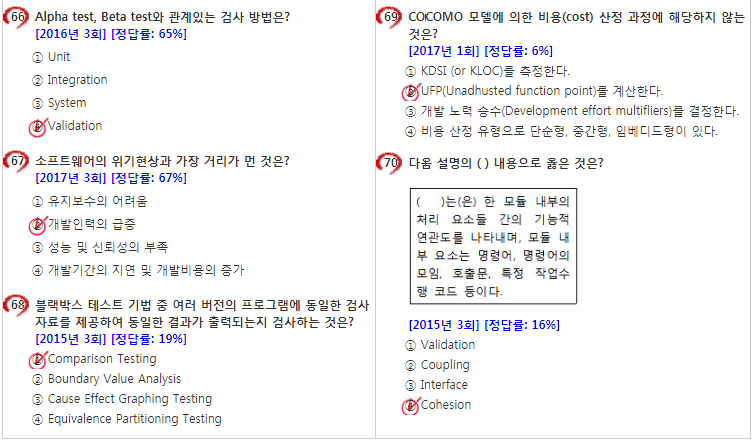 66 Alpha test, Beta test와 관계있는 검사 방법은?
[2016년 3회] [정답률: 65%]
① Unit
② Integration
③ System
④ Validation
67 소프트웨어의 위기현상과 가장 거리가 먼 것은?
[2017년 3회] [정답률: 67%]
① 유지보수의 어려움
② 개발인력의 급증
③ 성능 및 신뢰성의 부족
④ 개발기간의 지연 및 개발비용의 증가
68 블랙박스 테스트 기법 중 여러 버전의 프로그램에 동일한 검사
자료를 제공하여 동일한 결과가 출력되는지 검사하는 것은?
[2015년 3회] [정답률: 19%]
① Comparison Testing
② Boundary Value Analysis
③ Cause Effect Graphing Testing
④ Equivalence Partitioning Testing
69 COCOMO 모델에 의한 비용(cost) 산정 과정에 해당하지 않는
것은?
[2017년 1회] [정답률: 6%]
① KDSI (or KLOC)를 측정한다.
② UFP(Unadhusted function point)를 계산한다.
③ 개발 노력 승수(Development effort multifliers)를 결정한다.
④ 비용 산정 유형으로 단순형, 중간형, 임베디드형이 있다.
70 다음 설명의 ( ) 내용으로 옳은 것은?
( )는(은) 한 모듈 내부의
처리 요소들 간의 기능적
연관도를 나타내며, 모듈 내
부 요소는 명령어, 명령어의
모임, 호출문, 특정 작업수
행 코드 등이다.
[2015년 3회] [정답률: 16%]
① Validation
② Coupling
③ Interface
④ Cohesion